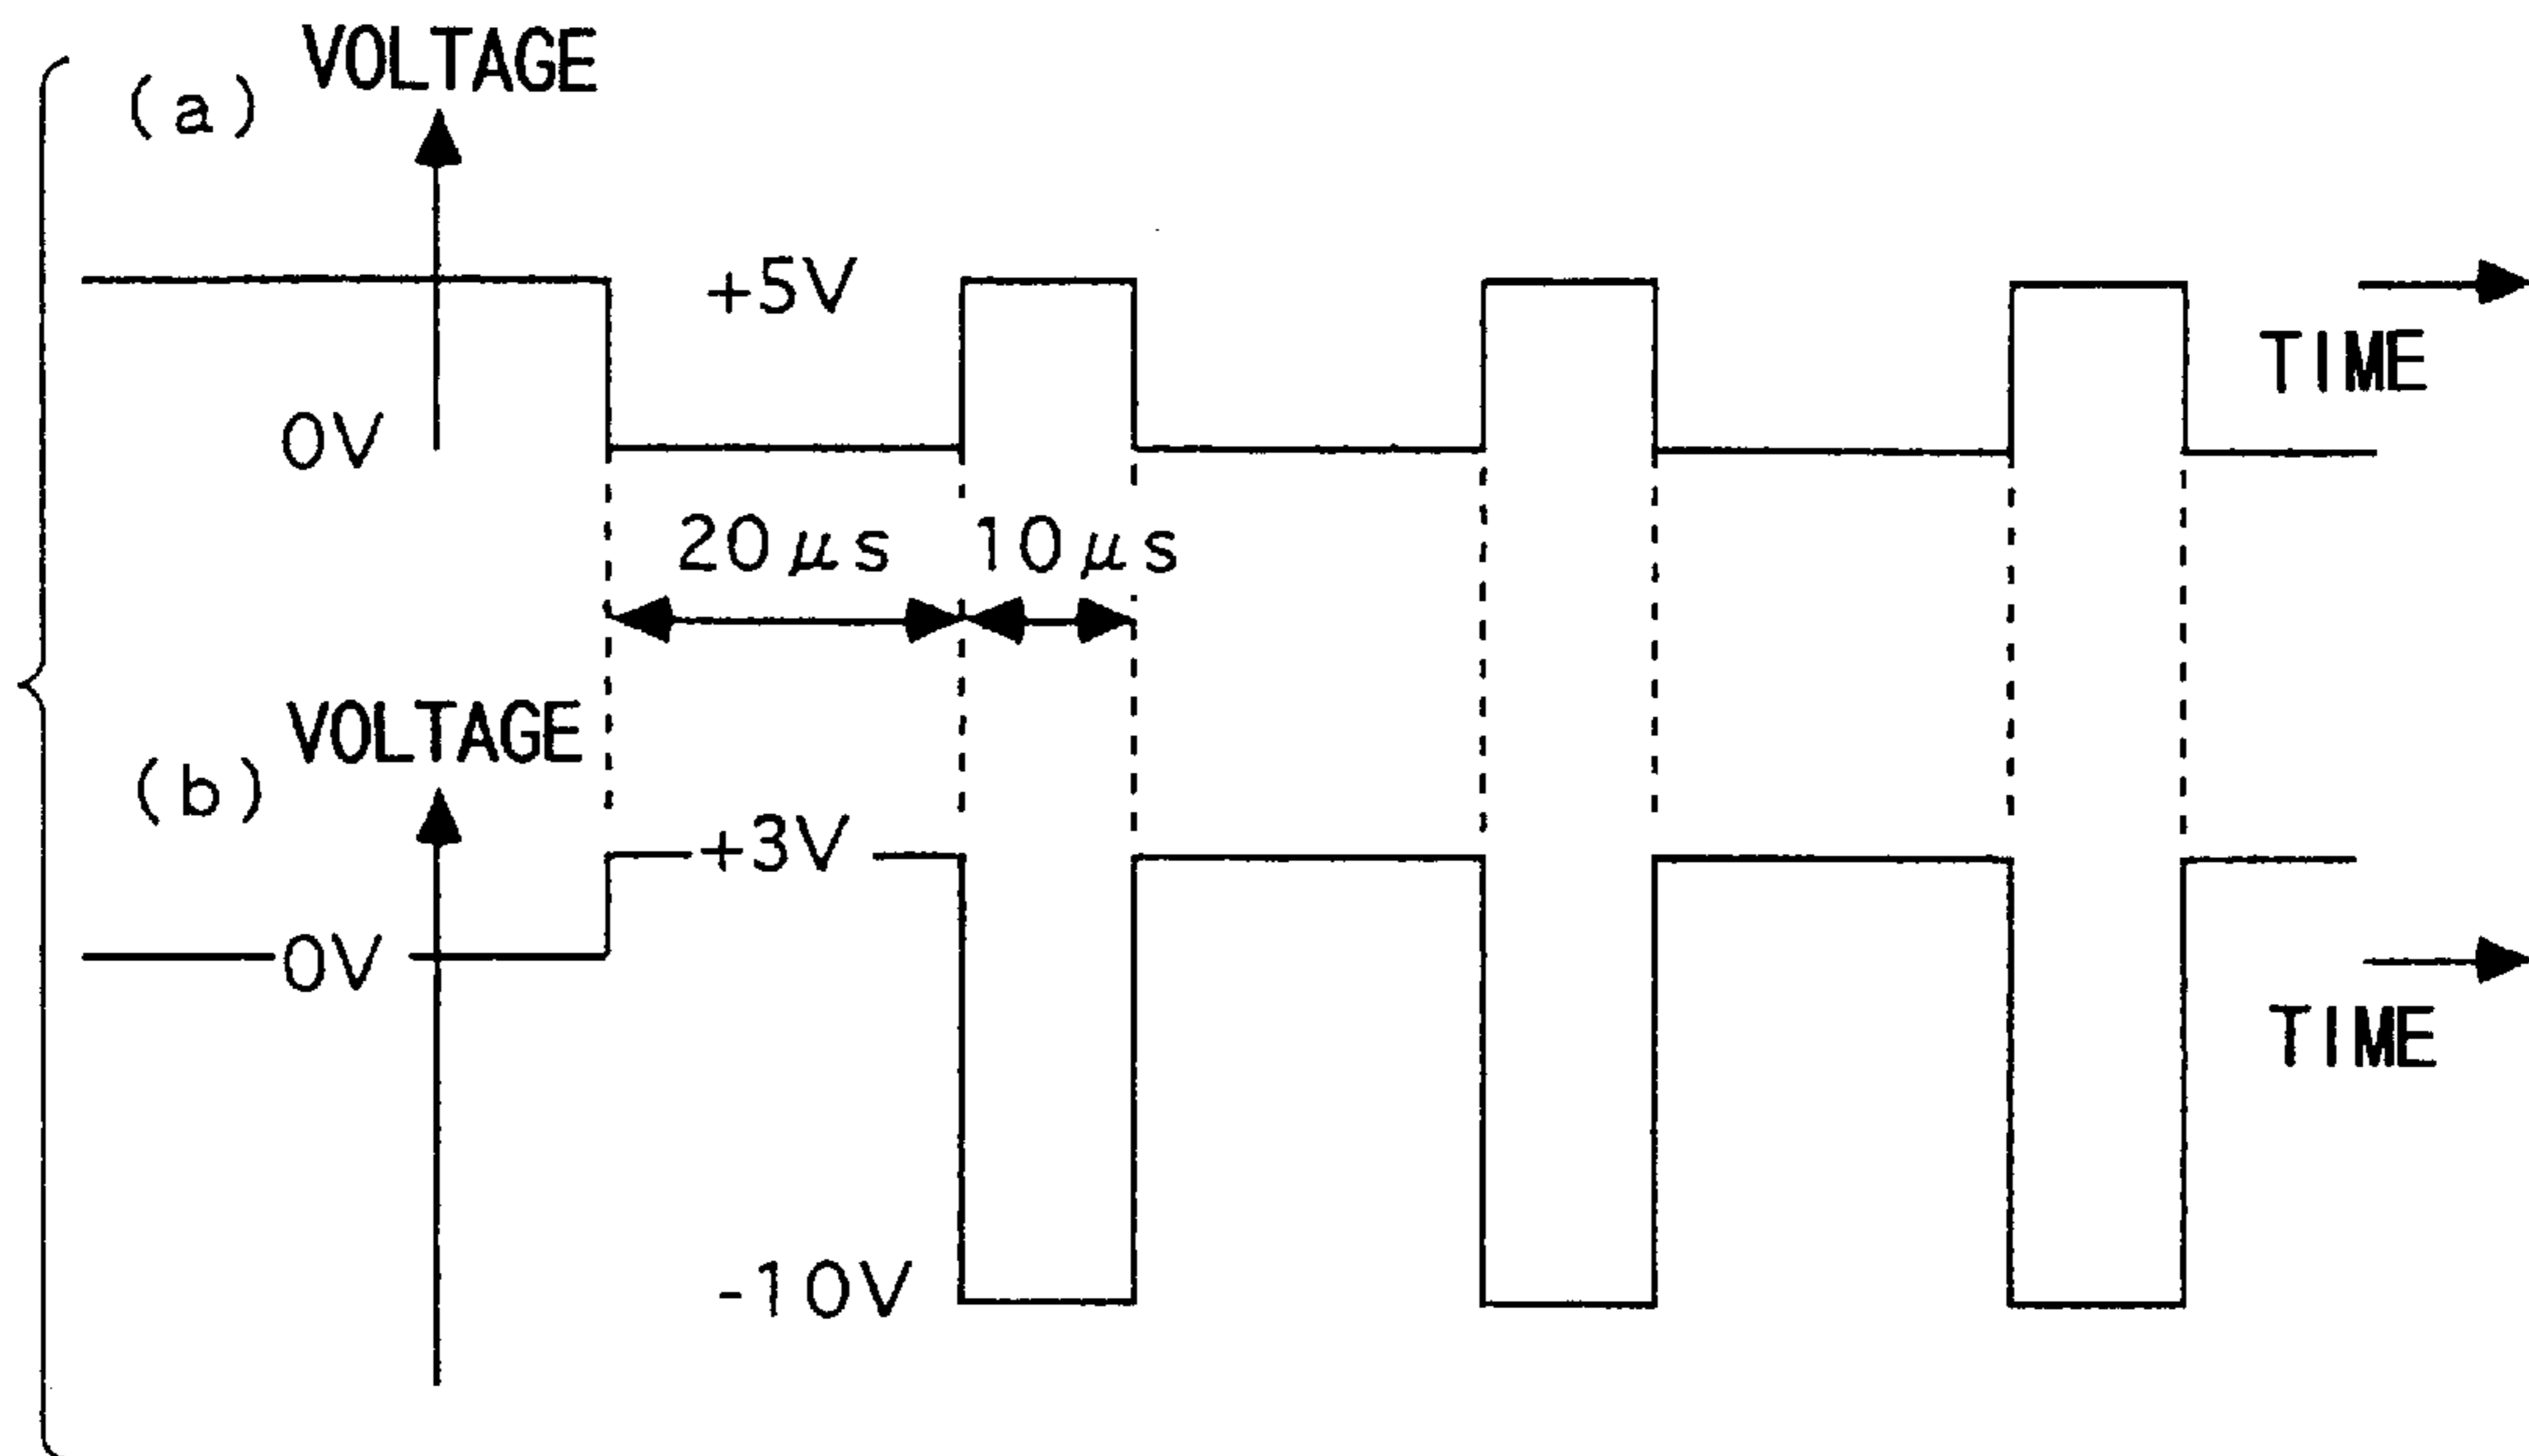 (a)
VOLTAGE
+5V
TIME
0V
20μs
10μs
(b)
VOLTAGE
+3V
0V
TIME
-10V